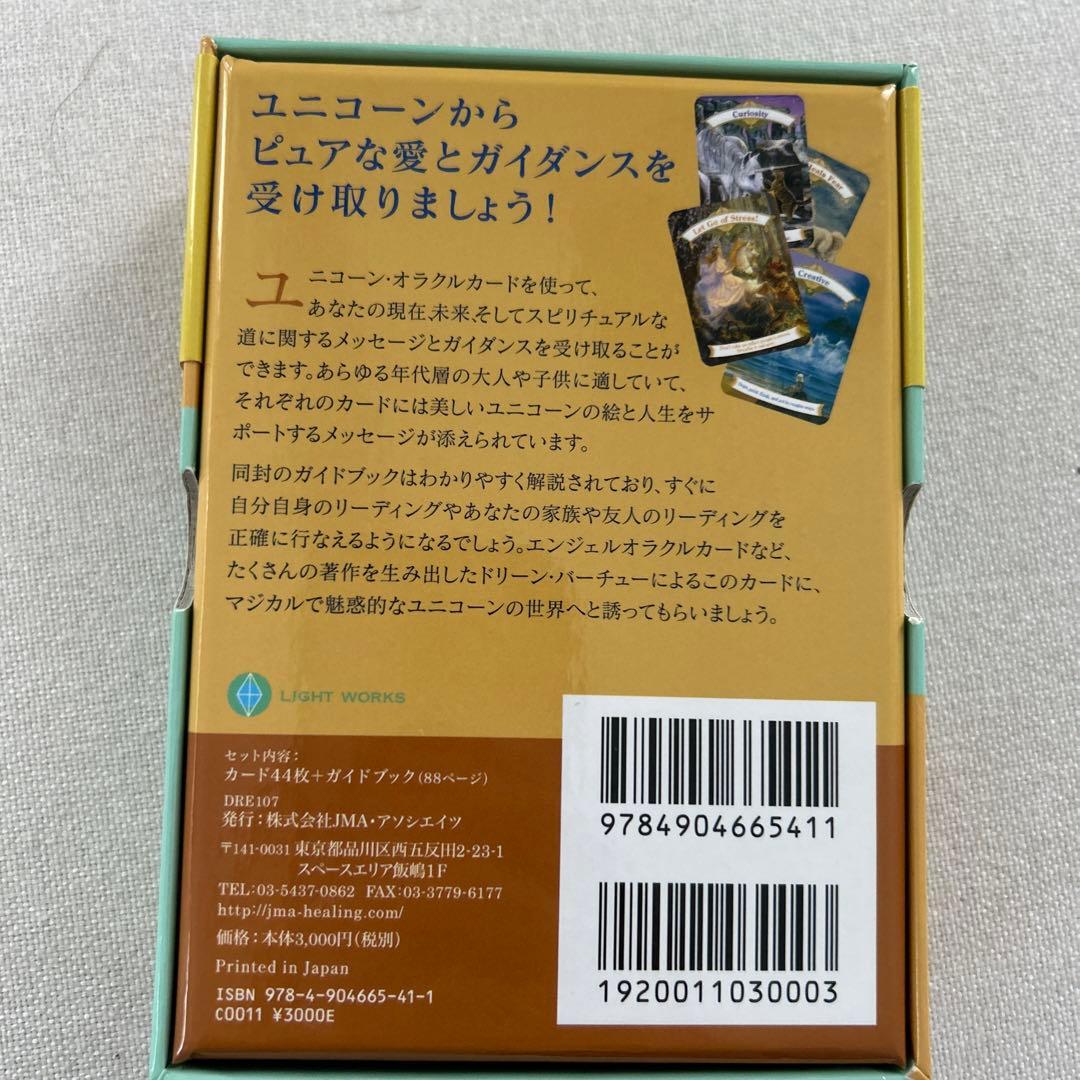 ユニコーンから
ピュアな愛とガイダンスを
受け取りましょう!
Curiosity
Heals Fear
Let Go of Stress!
Creative
ユニコーン・オラクルカードを使って、
あなたの現在、未来、そしてスピリチュアルな
道に関するメッセージとガイダンスを受け取ることが
できます。あらゆる年代層の大人や子供に適していて、
それぞれのカードには美しいユニコーンの絵と人生をサ
ポートするメッセージが添えられています。
同封のガイドブックはわかりやすく解説されており、すぐに
自分自身のリーディングやあなたの家族や友人のリーディングを
正確に行なえるようになるでしょう。エンジェルオラクルカードなど、
たくさんの著作を生み出したドリーン・バーチューによるこのカードに、
マジカルで魅惑的なユニコーンの世界へと誘ってもらいましょう。
LIGHT WORKS
セット内容:
カード44枚+ガイドブック(88ページ)
DRE107
発行:株式会社JMA・アソシエイツ
〒141-0031 東京都品川区西五反田2-23-1
スペースエリア飯嶋1F
TEL:03-5437-0862 FAX:03-3779-6177
http://jma-healing.com/
価格:本体3,000円(税別)
Printed in Japan
ISBN 978-4-904665-41-1
C0011 ¥3000E
9784904665411
1920011030003